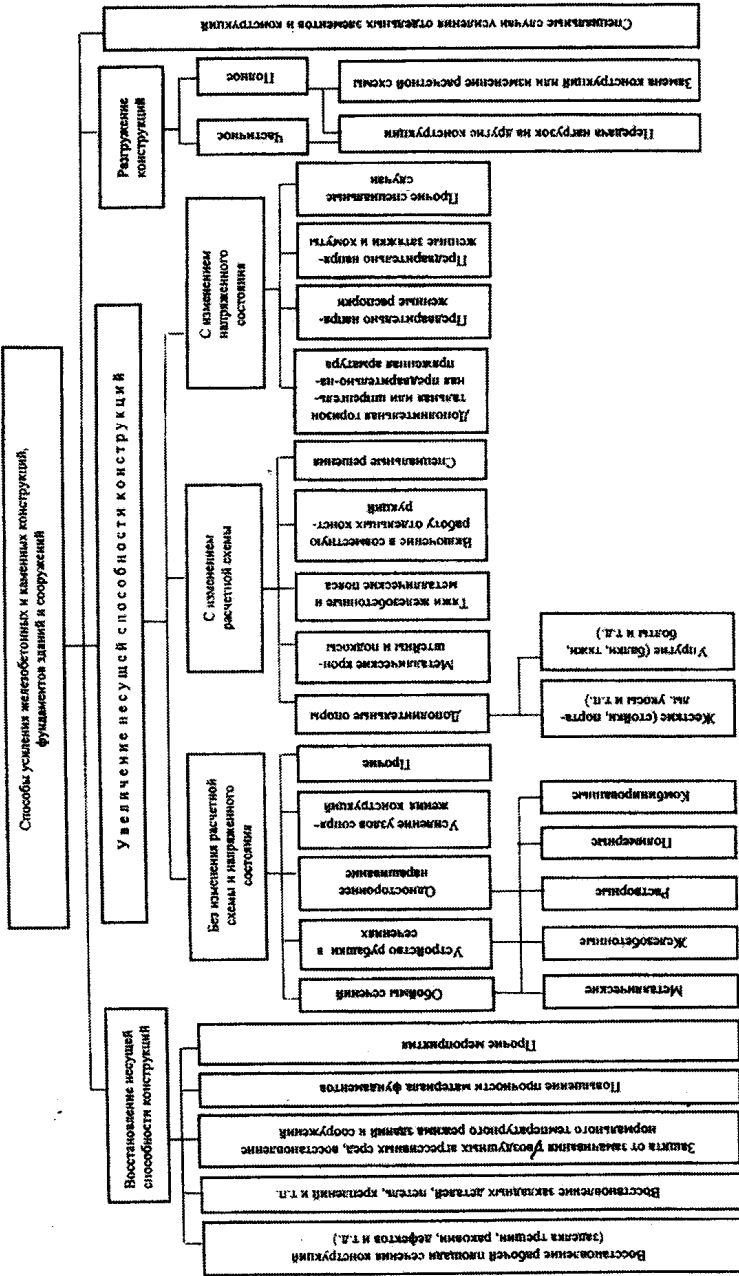 Способы усиления железобетонных и каменных конструкций,
фундаментов зданий и сооружений
Восстановление несущей
способности конструкций
Восстановление рабочей площади сечения конструкций
(заделка трещин, раковин, дефектов и т.д.)
Восстановление закладных деталей, петель, креплений и т.п.
Защита от замачивания воздушных агрессивных сред, восстановление
нормального температурного режима зданий и сооружений
Повышение прочности материала фундаментов
Прочие мероприятия
Увеличение несущей способности конструкций
Без изменения расчетной
схемы и напряженного
состояния
Обоймы сечений
Устройство рубашки в
сечениях
Одностороннее
наращивание
Усиление узлов сопря-
жения конструкций
Прочие
Металлические
Железобетонные
Растворные
Полимерные
Комбинированные
С изменением
расчетной схемы
Дополнительные опоры
Металлические крон-
штейны и подкосы
Тяжи железобетонные и
металлические пояса
Включение в совместную
работу отдельных конст-
рукций
Специальные решения
Жесткие (стойки, порта-
лы, укосы и т.п.)
Упругие (балки, тяжи,
болты и т.д.)
С изменением
напряженного
состояния
Дополнительная горизон
тальная или шпренгель-
ная предварительно-на-
пряженная арматура
Предварительно напря-
женные распорки
Предварительно напря-
женные затяжки и хомуты
Прочие специальные
случаи
Разгружение
конструкций
Частичное
Полное
Передача нагрузок на другие конструкции
Замена конструкций или изменение расчетной схемы
Специальные случаи усиления отдельных элементов и конструкций